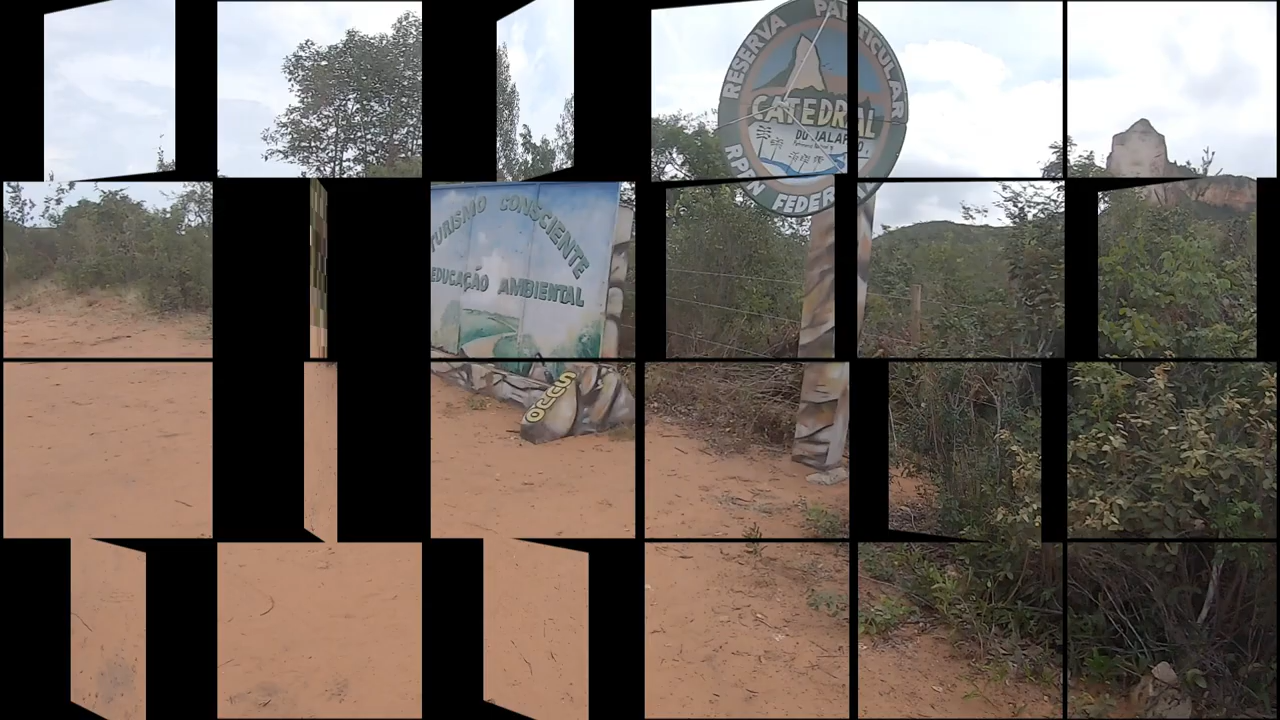 RESERVA PARTICULAR
CATEDRAL
DO JALAPÃO
RPPN FEDERAL
TURISMO CONSCIENTE
EDUCAÇÃO AMBIENTAL